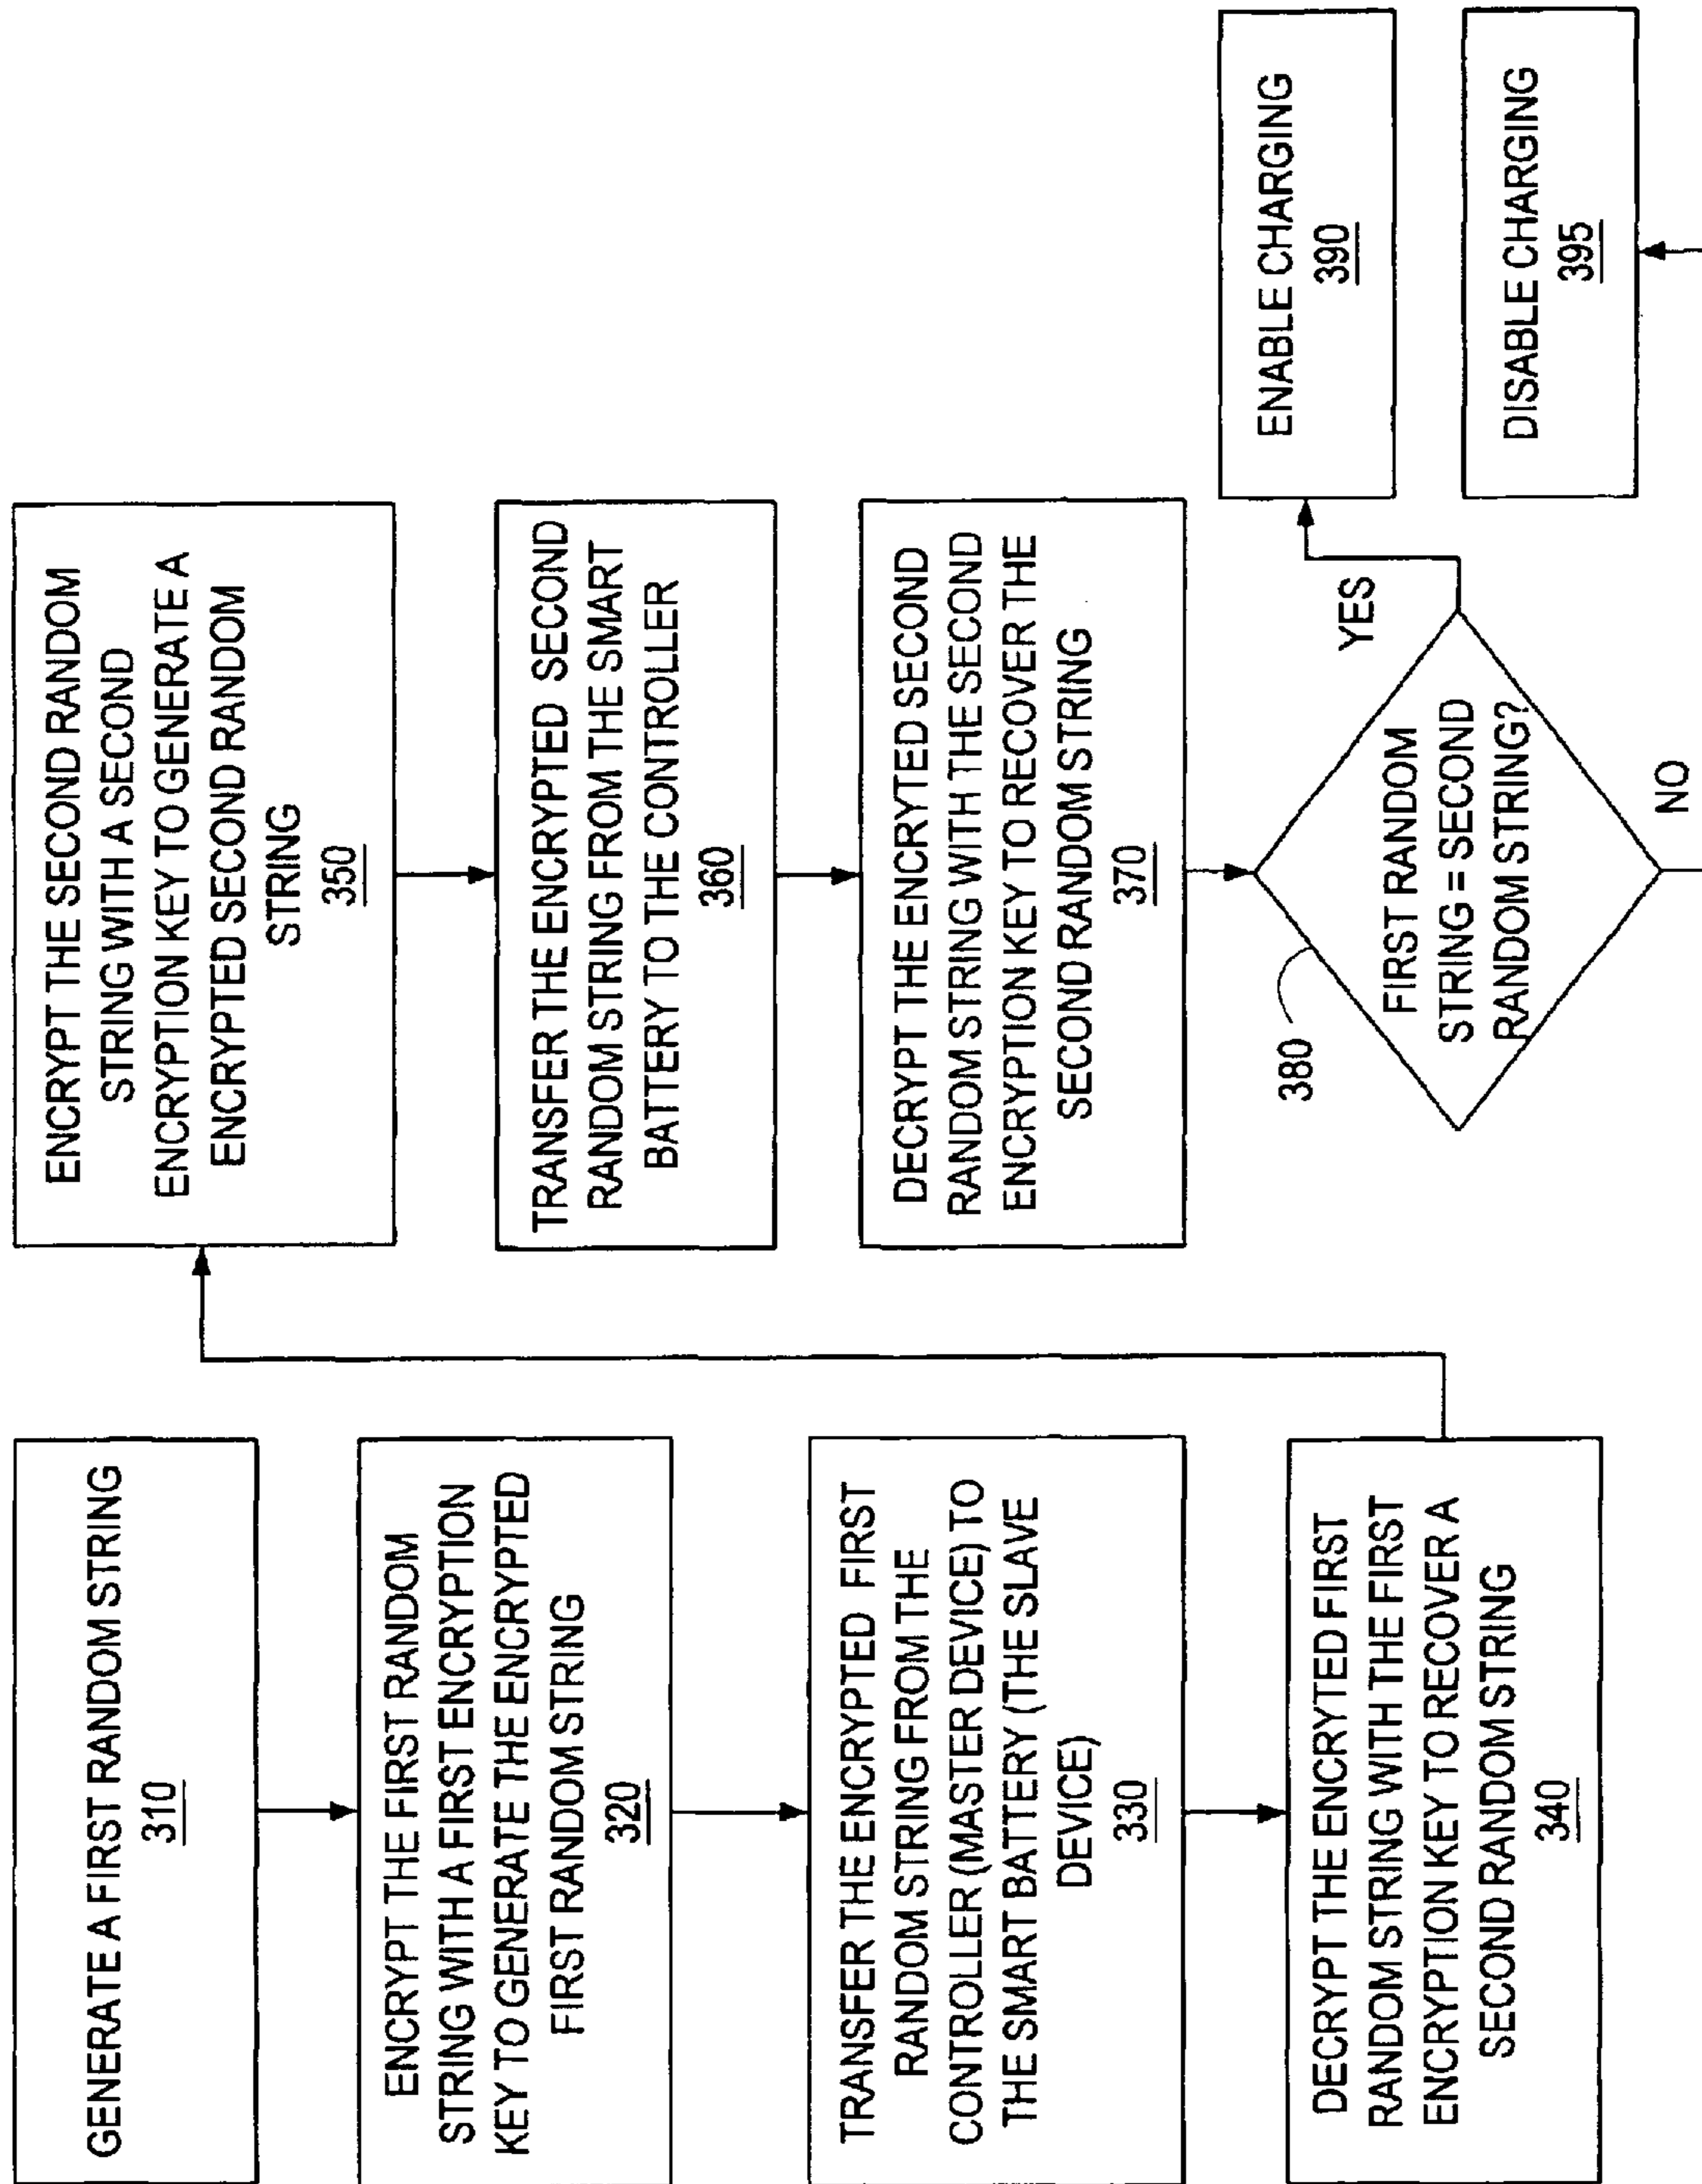 GENERATE A FIRST RANDOM STRING
310
ENCRYPT THE FIRST RANDOM
STRING WITH A FIRST ENCRYPTION
KEY TO GENERATE THE ENCRYPTED
FIRST RANDOM STRING
320
TRANSFER THE ENCRYPTED FIRST
RANDOM STRING FROM THE
CONTROLLER (MASTER DEVICE) TO
THE SMART BATTERY (THE SLAVE
DEVICE)
330
DECRYPT THE ENCRYTED FIRST
RANDOM STRING WITH THE FIRST
ENCRYPTION KEY TO RECOVER A
SECOND RANDOM STRING
340
ENCRYPT THE SECOND RANDOM
STRING WITH A SECOND
ENCRYPTION KEY TO GENERATE A
ENCRYPTED SECOND RANDOM
STRING
350
TRANSFER THE ENCRYPTED SECOND
RANDOM STRING FROM THE SMART
BATTERY TO THE CONTROLLER
360
DECRYPT THE ENCRYTED SECOND
RANDOM STRING WITH THE SECOND
ENCRYPTION KEY TO RECOVER THE
SECOND RANDOM STRING
370
380
FIRST RANDOM
STRING = SECOND
RANDOM STRING?
YES
NO
ENABLE CHARGING
390
DISABLE CHARGING
395